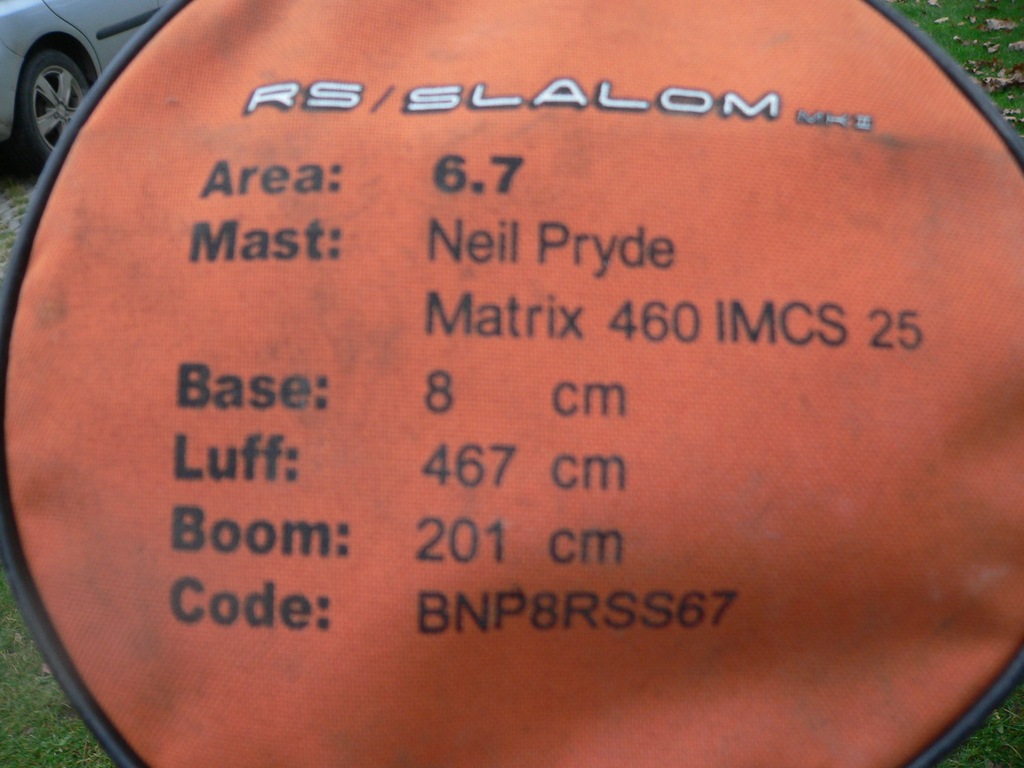 RS/SLALOM MKII
Area: 6.7
Mast: Neil Pryde
Matrix 460 IMCS 25
Base: 8 cm
Luff: 467 cm
Boom: 201 cm
Code: BNP8RSS67